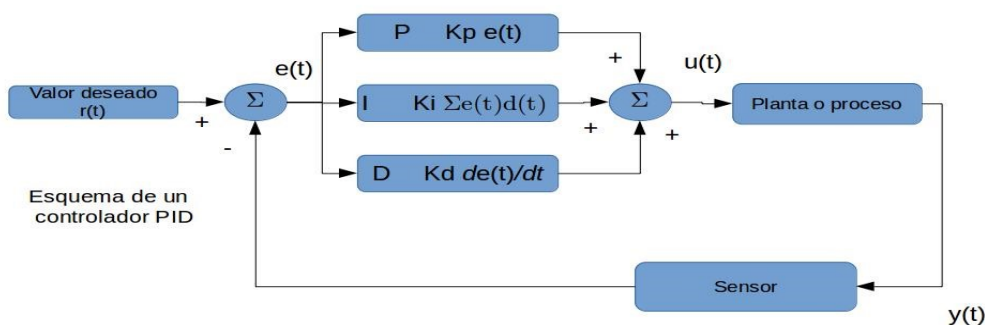 P Kp e(t)
e(t)
+
u(t)
Valor deseado
r(t)
Σ
I Ki Σe(t)d(t)
Σ
Planta o proceso
+
+
+
-
D Kd de(t)/dt
Esquema de un
controlador PID
Sensor
y(t)